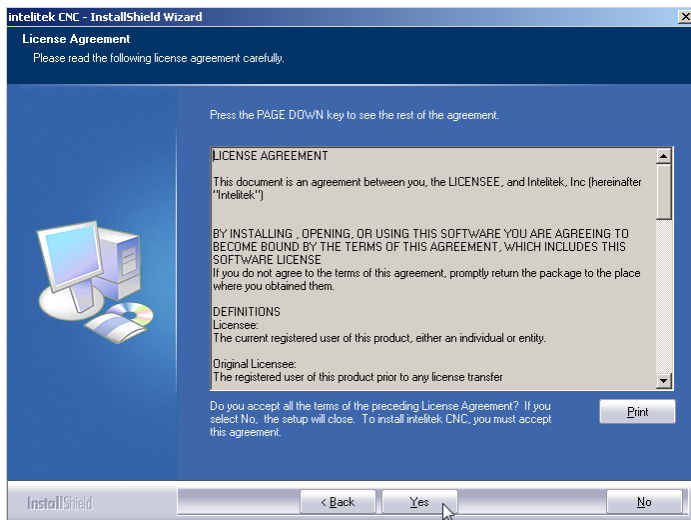 intelitek CNC - InstallShield Wizard
License Agreement
Please read the following license agreement carefully.
Press the PAGE DOWN key to see the rest of the agreement.
LICENSE AGREEMENT
This document is an agreement between you, the LICENSEE, and Intelitek, Inc (hereinafter
"Intelitek")
BY INSTALLING , OPENING, OR USING THIS SOFTWARE YOU ARE AGREEING TO
BECOME BOUND BY THE TERMS OF THIS AGREEMENT, WHICH INCLUDES THIS
SOFTWARE LICENSE
If you do not agree to the terms of this agreement, promptly return the package to the place
where you obtained them.
DEFINITIONS
Licensee:
The current registered user of this product, either an individual or entity.
Original Licensee:
The registered user of this product prior to any license transfer
Do you accept all the terms of the preceding License Agreement? If you
select No, the setup will close. To install intelitek CNC, you must accept
this agreement.
Print
InstallShield
< Back
Yes
No